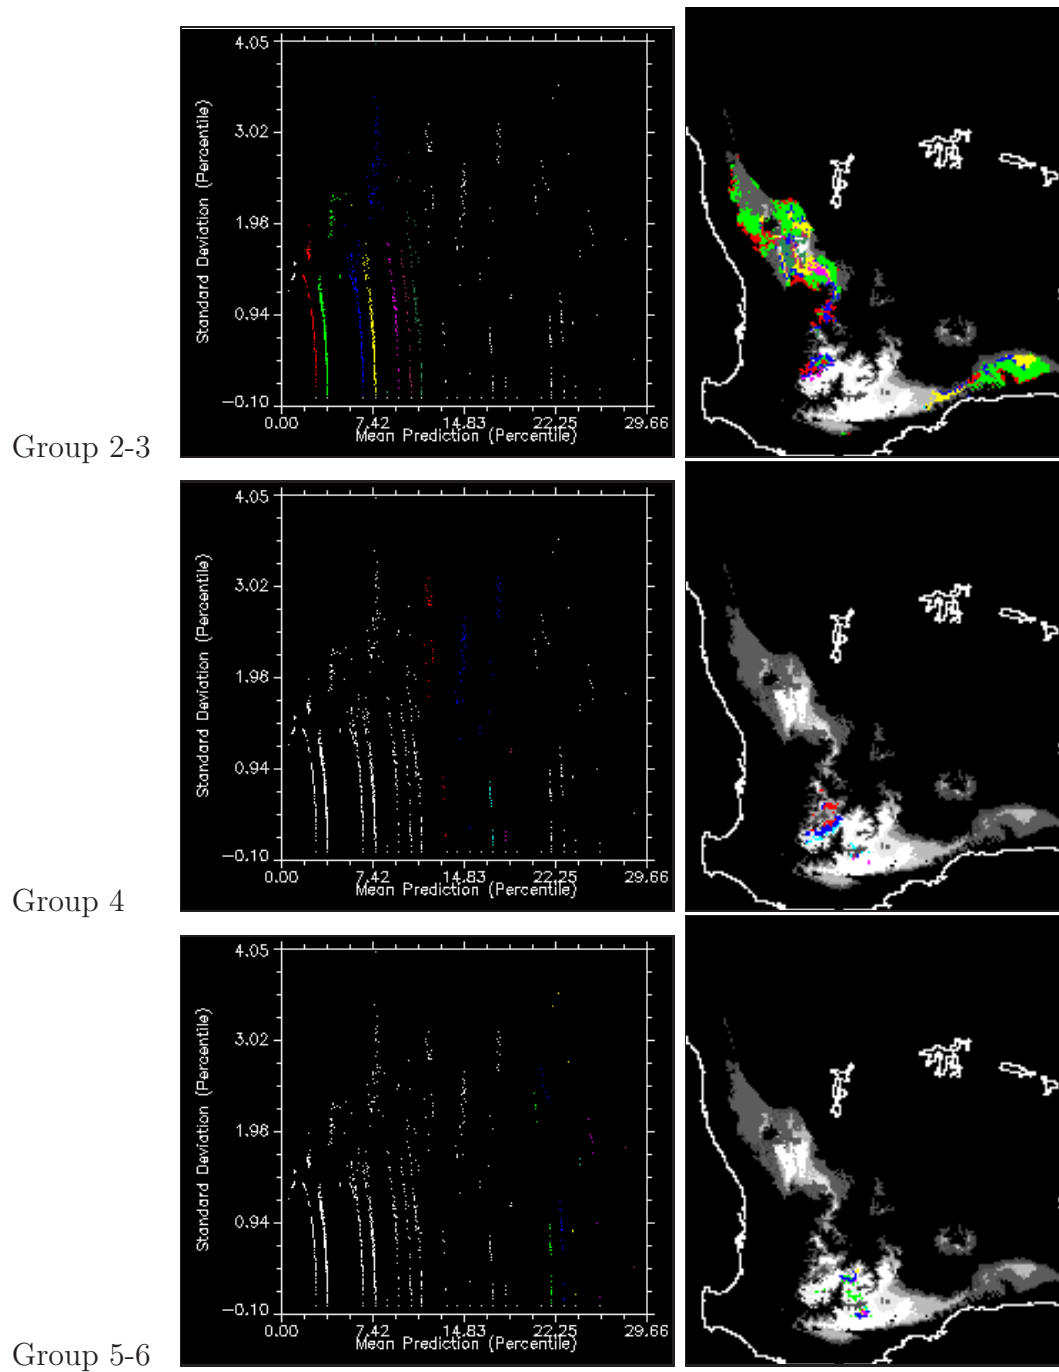 4.05
3.02
1.98
0.94
−0.10
Standard Deviation (Percentile)
0.00 7.42 14.83 22.25 29.66
Mean Prediction (Percentile)
Group 2-3
4.05
3.02
1.98
0.94
−0.10
Standard Deviation (Percentile)
0.00 7.42 14.83 22.25 29.66
Mean Prediction (Percentile)
Group 4
4.05
3.02
1.98
0.94
−0.10
Standard Deviation (Percentile)
0.00 7.42 14.83 22.25 29.66
Mean Prediction (Percentile)
Group 5-6